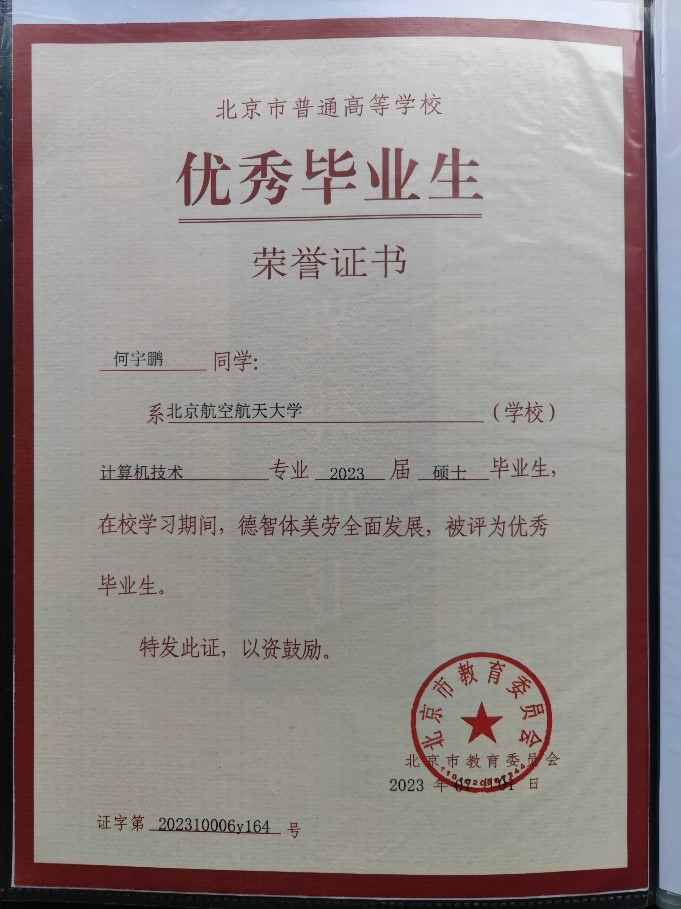 北京市普通高等学校
优秀毕业生
荣誉证书
何宇鹏 同学:
系北京航空航天大学(学校)
计算机技术 专业 2023 届 硕士 毕业生,
在校学习期间,德智体美劳全面发展,被评为优秀
毕业生。
特发此证,以资鼓励。
北京市教育委员会
北京市教育委员会
2023 年 07 月 01 日
证字第 202310006y164 号